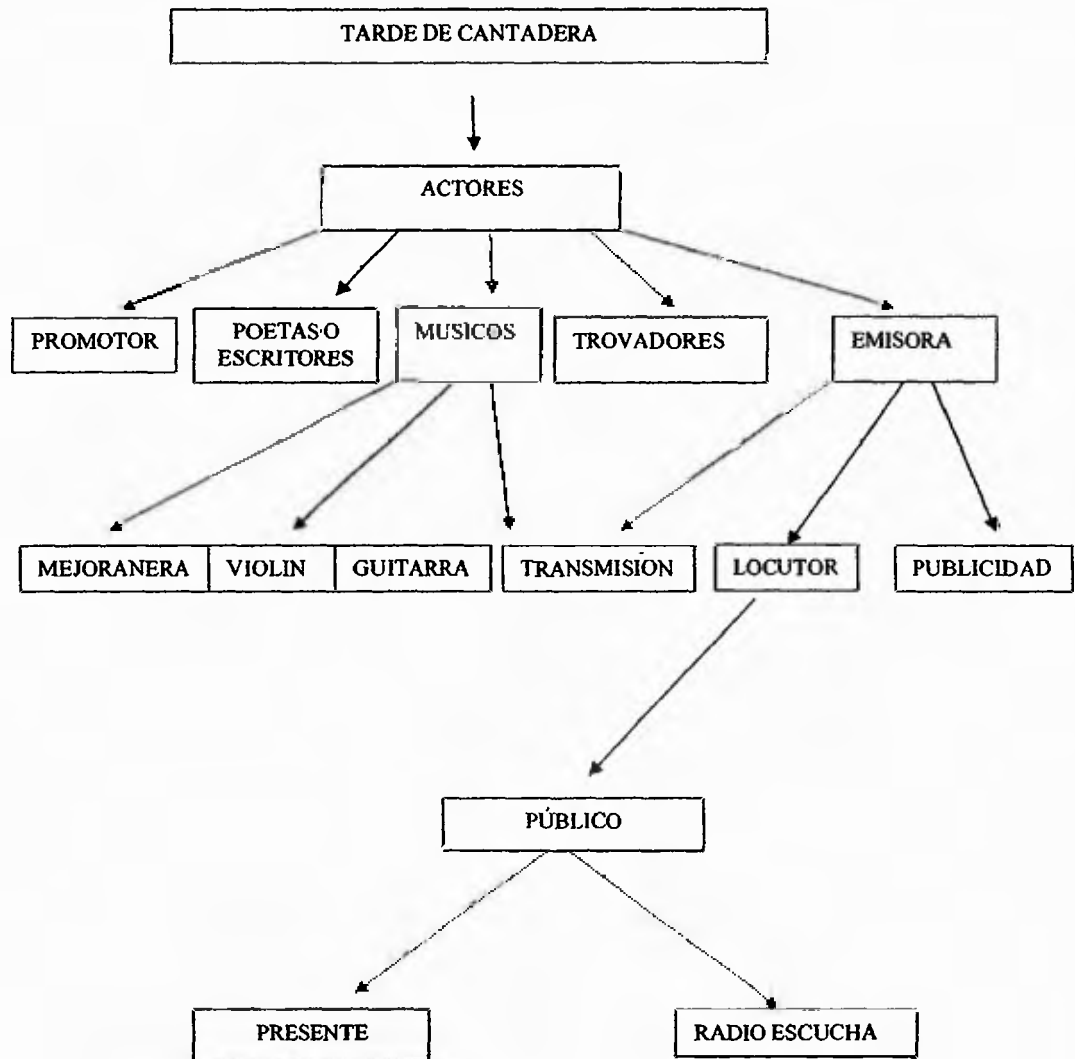 TARDE DE CANTADERA
ACTORES
PROMOTOR
POETAS O
ESCRITORES
MUSICOS
TROVADORES
EMISORA
MEJORANERA
VIOLIN
GUITARRA
TRANSMISION
LOCUTOR
PUBLICIDAD
PÚBLICO
PRESENTE
RADIO ESCUCHA